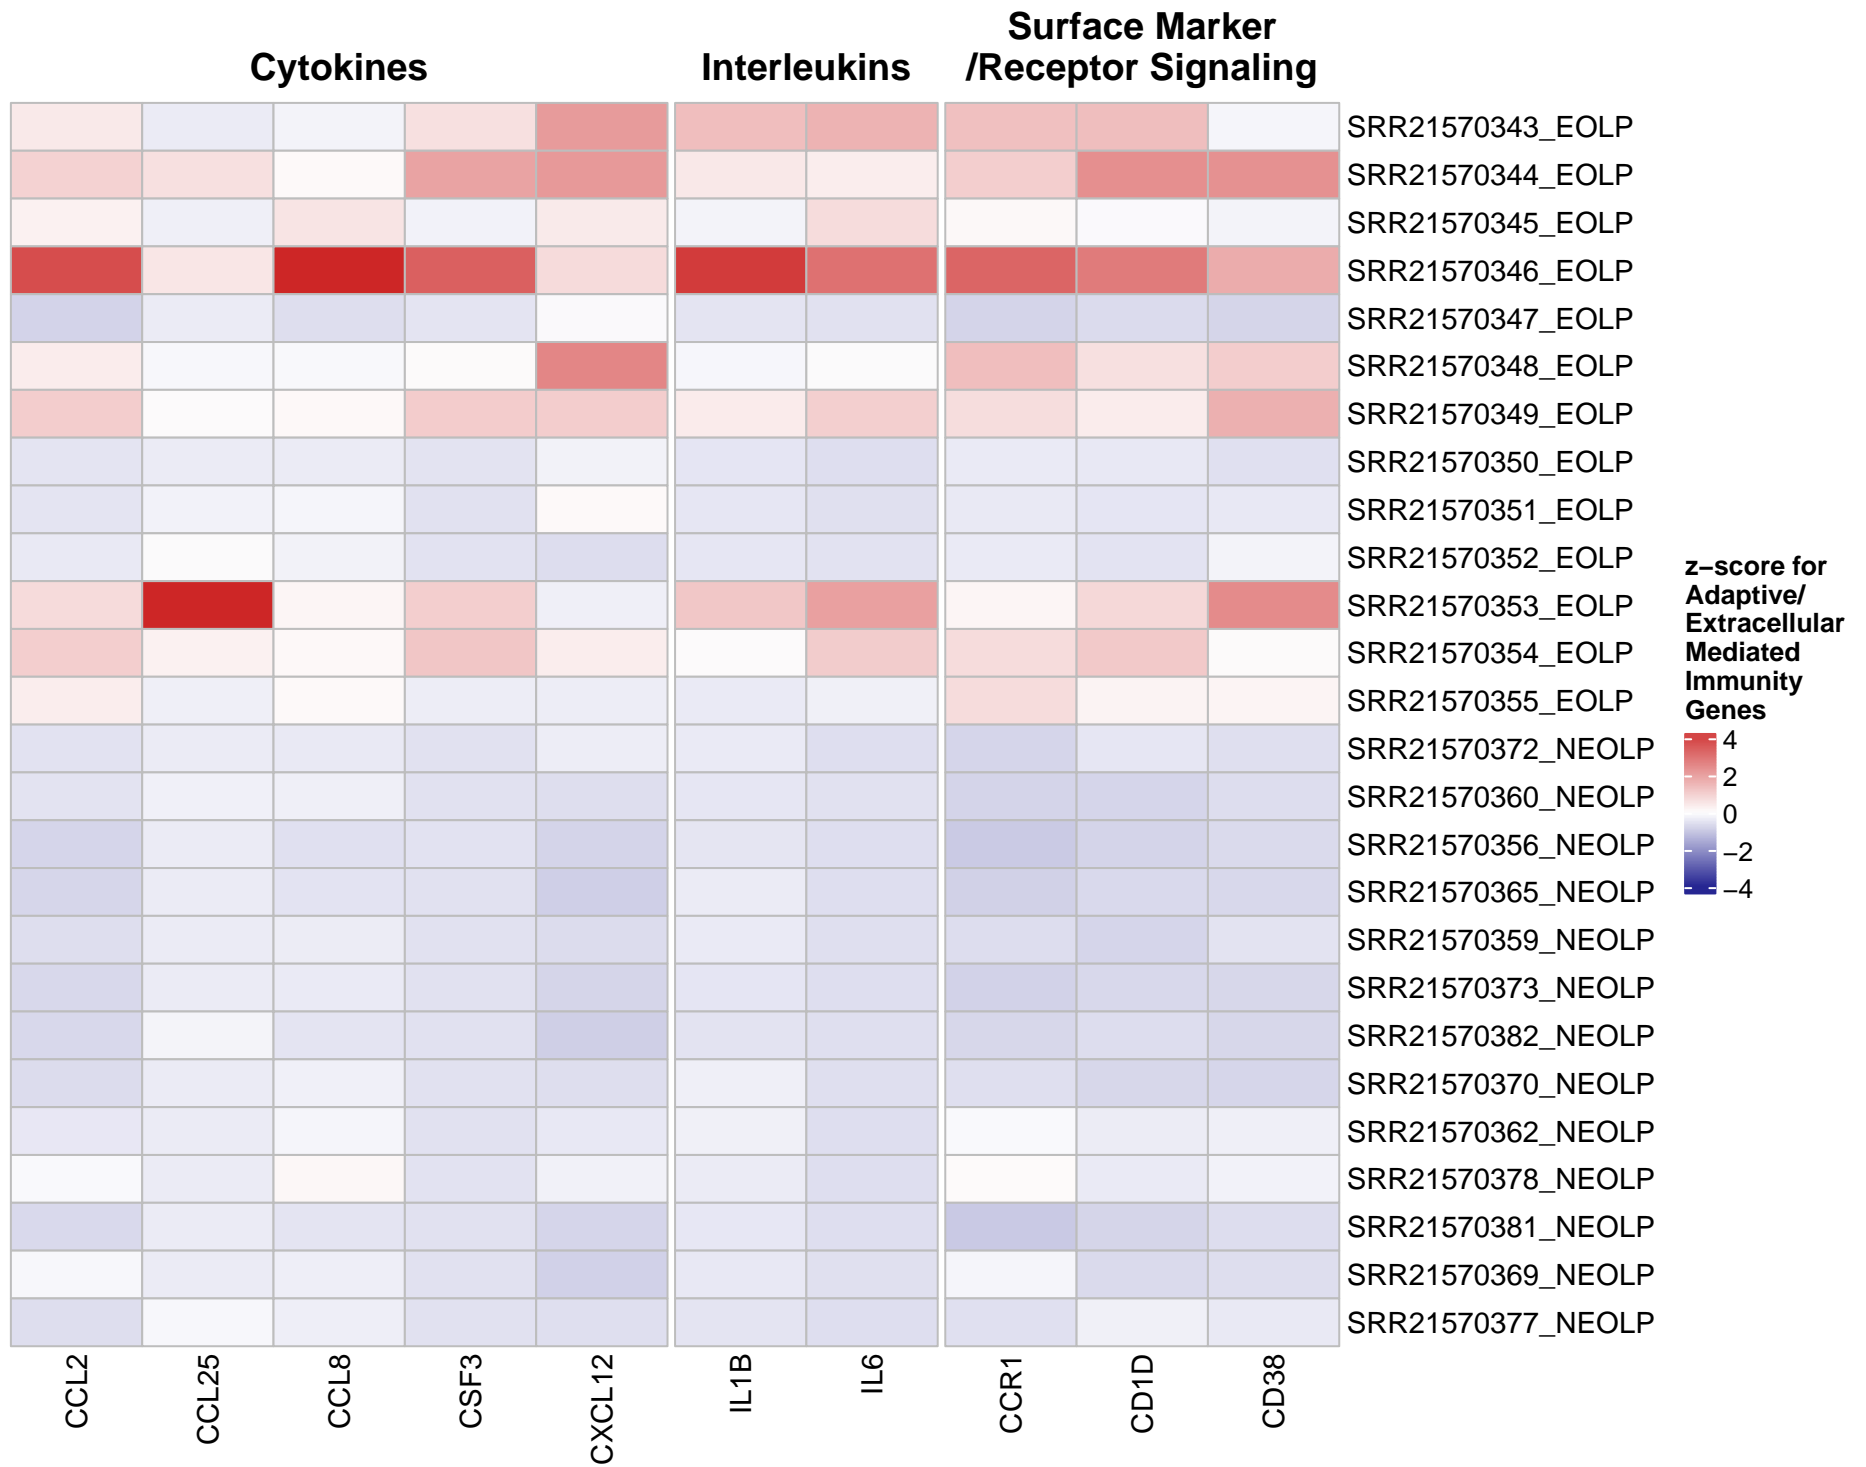 Surface Marker
Cytokines
Interleukins
/Receptor Signaling
SRR21570343_EOLP
SRR21570344_EOLP
SRR21570345_EOLP
SRR21570346_EOLP
SRR21570347_EOLP
SRR21570348_EOLP
SRR21570349_EOLP
SRR21570350_EOLP
SRR21570351_EOLP
SRR21570352_EOLP
SRR21570353_EOLP
SRR21570354_EOLP
SRR21570355_EOLP
SRR21570372_NEOLP
SRR21570360_NEOLP
SRR21570356_NEOLP
SRR21570365_NEOLP
SRR21570359_NEOLP
SRR21570373_NEOLP
SRR21570382_NEOLP
SRR21570370_NEOLP
SRR21570362_NEOLP
SRR21570378_NEOLP
SRR21570381_NEOLP
SRR21570369_NEOLP
SRR21570377_NEOLP
z−score for
Adaptive/
Extracellular
Mediated
Immunity
Genes
4
2
0
−2
−4
CCL2
CCL25
CCL8
CSF3
CXCL12
IL1B
IL6
CCR1
CD1D
CD38